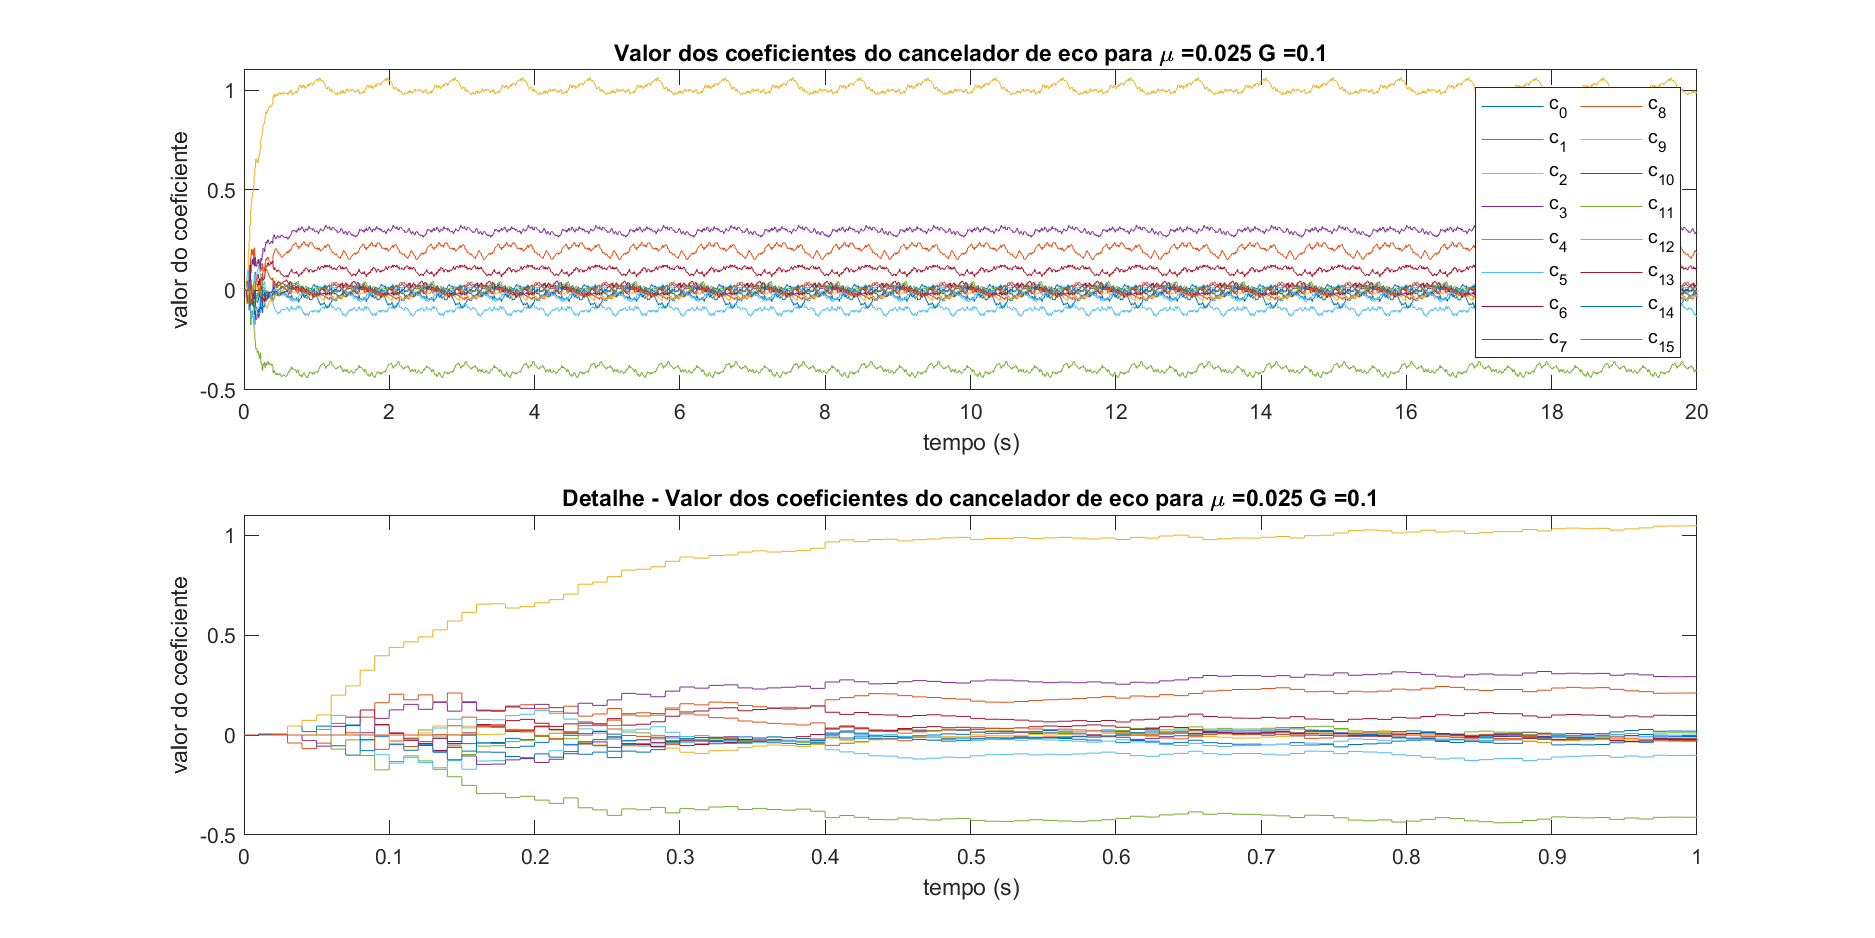 Valor dos coeficientes do cancelador de eco para μ =0.025 G =0.1
1
0.5
0
-0.5
valor do coeficiente
c0 c8
c1 c9
c2 c10
c3 c11
c4 c12
c5 c13
c6 c14
c7 c15
0 2 4 6 8 10 12 14 16 18 20
tempo (s)
Detalhe - Valor dos coeficientes do cancelador de eco para μ =0.025 G =0.1
1
0.5
0
-0.5
valor do coeficiente
0 0.1 0.2 0.3 0.4 0.5 0.6 0.7 0.8 0.9 1
tempo (s)